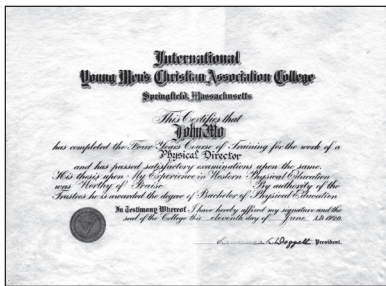 International
Young Men's Christian Association College
Springfield, Massachusetts
This Certifies that
John Mo
has completed the Four Years Course of Training for the work of a
Physical Director
and has passed satisfactory examinations upon the same.
His thesis upon My Experience in Western Physical Education
was Worthy of Praise By authority of the
Trustees he is awarded the degree of Bachelor of Physical Education
In Testimony Whereof I have hereby affixed my signature and the
seal of the College this eleventh day of June A.D. 1920.
Doggett President.